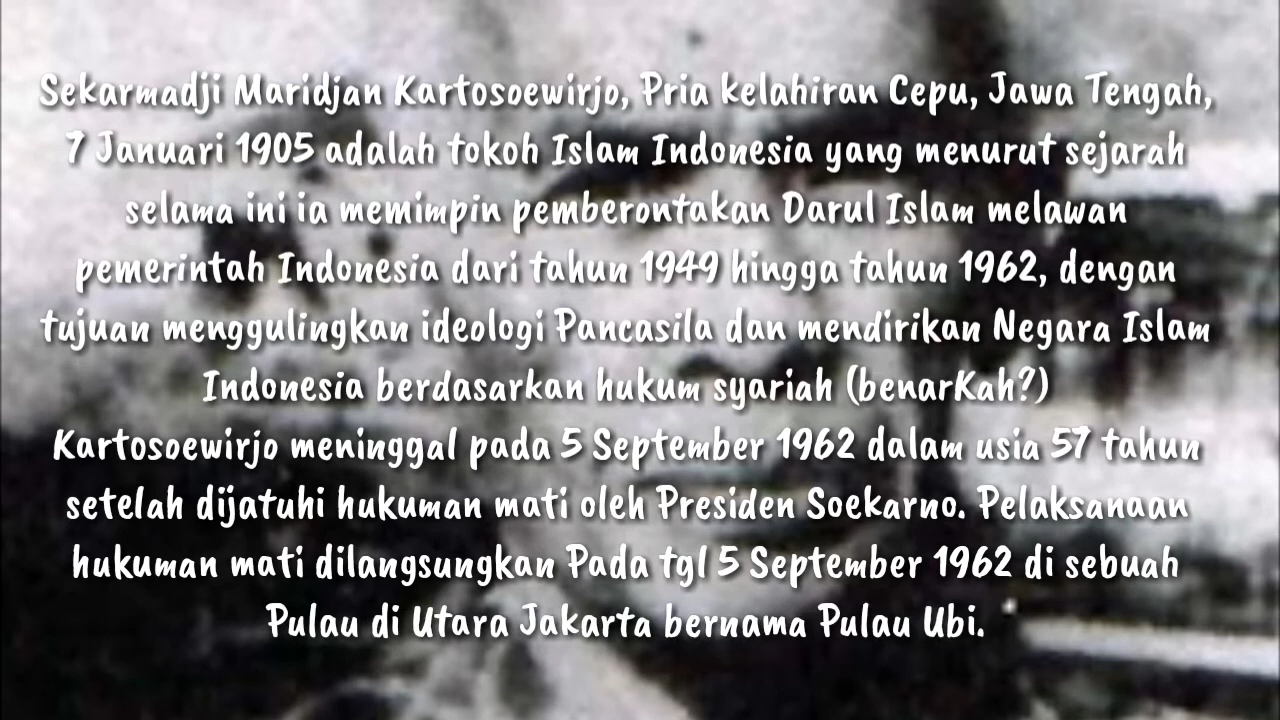 Sekarmadji Maridjan Kartosoewirjo, Pria kelahiran Cepu, Jawa Tengah,
7 Januari 1905 adalah tokoh Islam Indonesia yang menurut sejarah
selama ini ia memimpin pemberontakan Darul Islam melawan
pemerintah Indonesia dari tahun 1949 hingga tahun 1962, dengan
tujuan menggulingkan ideologi Pancasila dan mendirikan Negara Islam
Indonesia berdasarkan hukum syariah (benarKah?)
Kartosoewirjo meninggal pada 5 September 1962 dalam usia 57 tahun
setelah dijatuhi hukuman mati oleh Presiden Soekarno. Pelaksanaan
hukuman mati dilangsungkan Pada tgl 5 September 1962 di sebuah
Pulau di Utara Jakarta bernama Pulau Ubi.